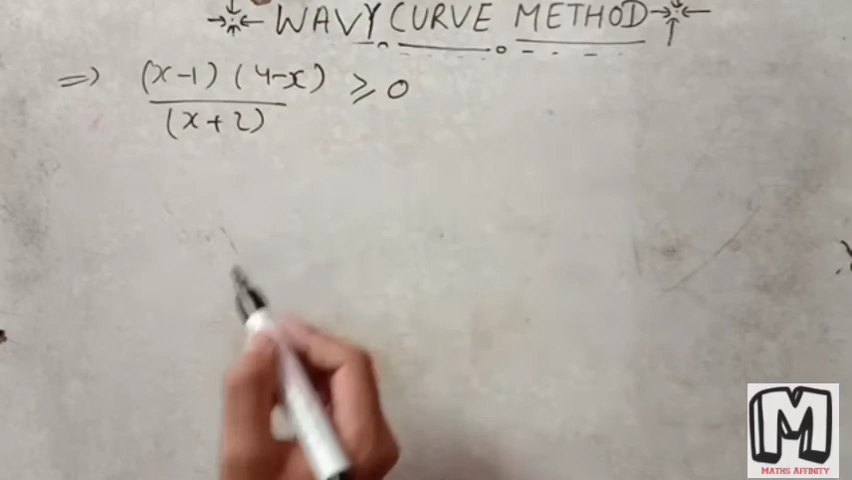 WAVY CURVE METHOD
=> (x-1) (4-x) ≥ 0
(x+2)
M
MATHS AFFINITY